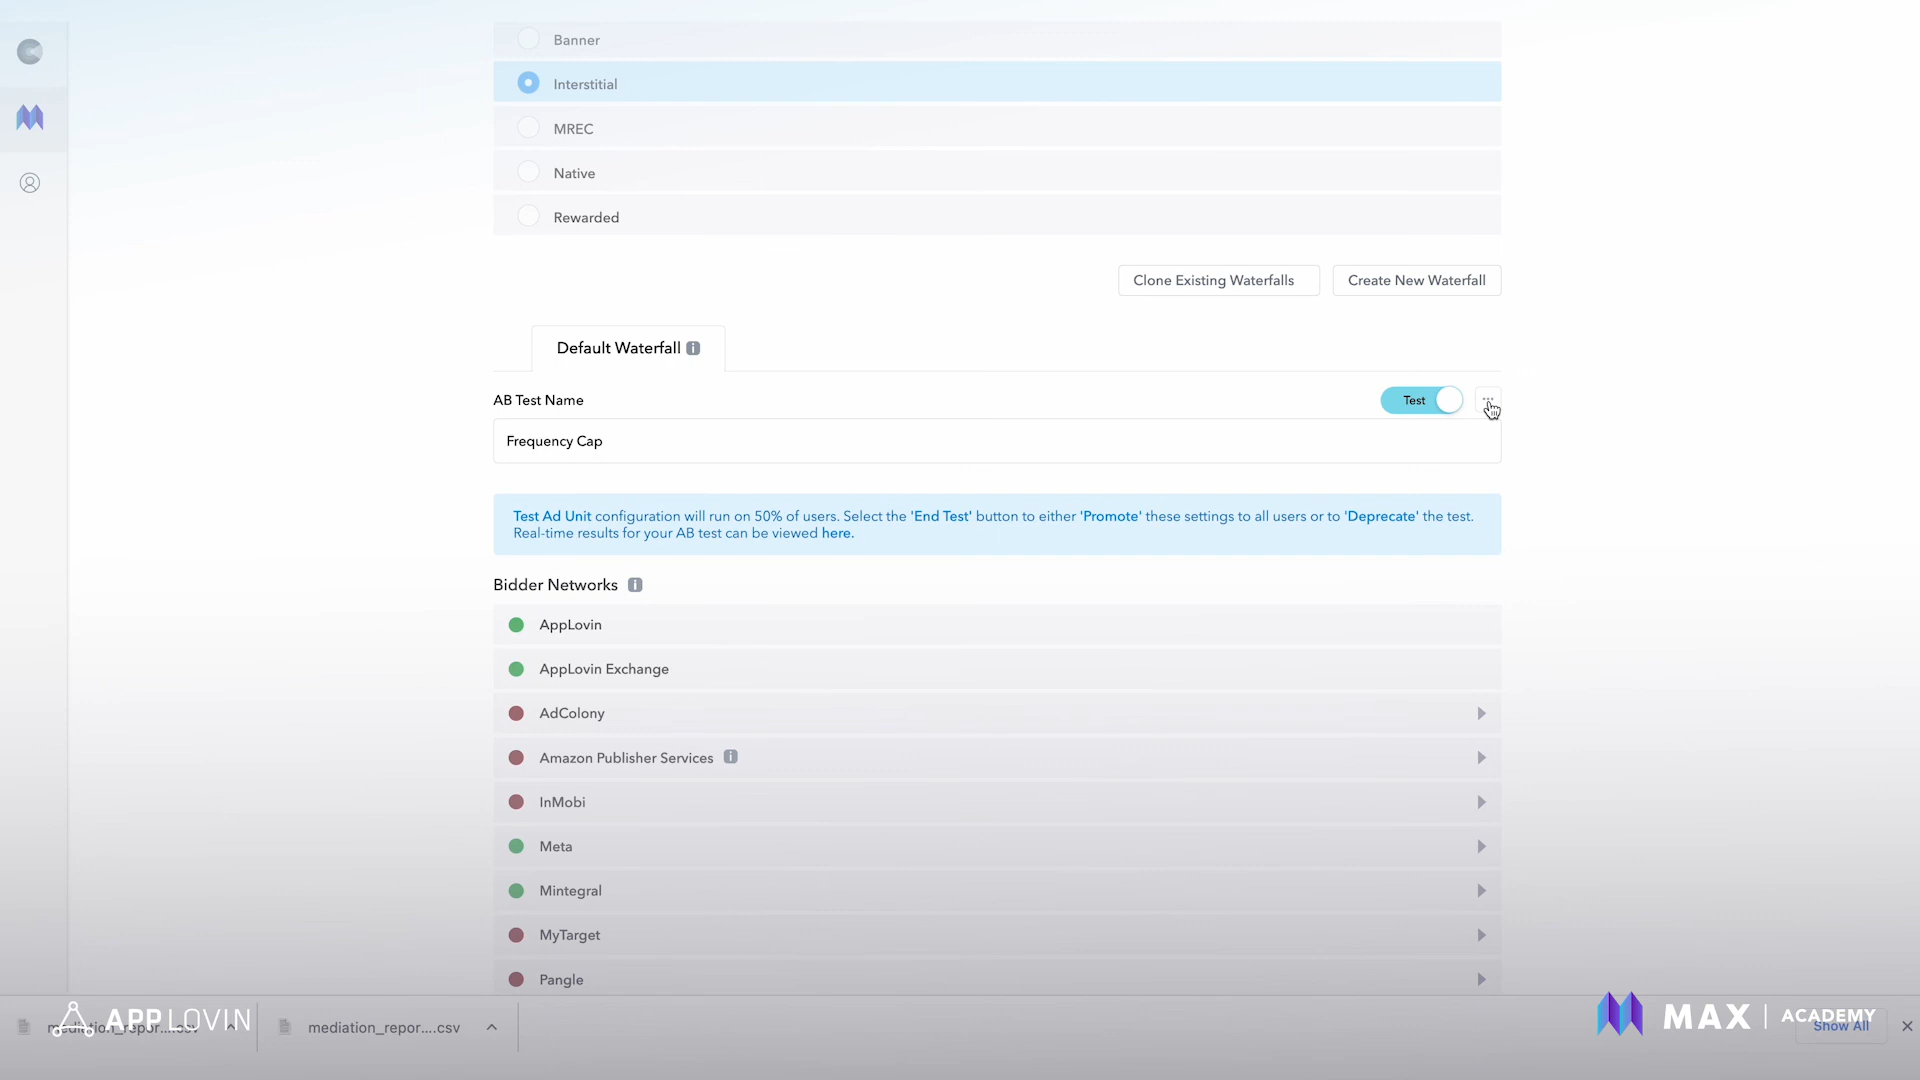 Banner
Interstitial
MREC
Native
Rewarded
Clone Existing Waterfalls
Create New Waterfall
Default Waterfall i
AB Test Name
Test
Frequency Cap
Test Ad Unit configuration will run on 50% of users. Select the 'End Test' button to either 'Promote' these settings to all users or to 'Deprecate' the test.
Real-time results for your AB test can be viewed here.
Bidder Networks i
AppLovin
AppLovin Exchange
AdColony
Amazon Publisher Services i
InMobi
Meta
Mintegral
MyTarget
Pangle
mediation_repor....csv
APPLOVIN
mediation_repor....csv
MAX | ACADEMY
Show All